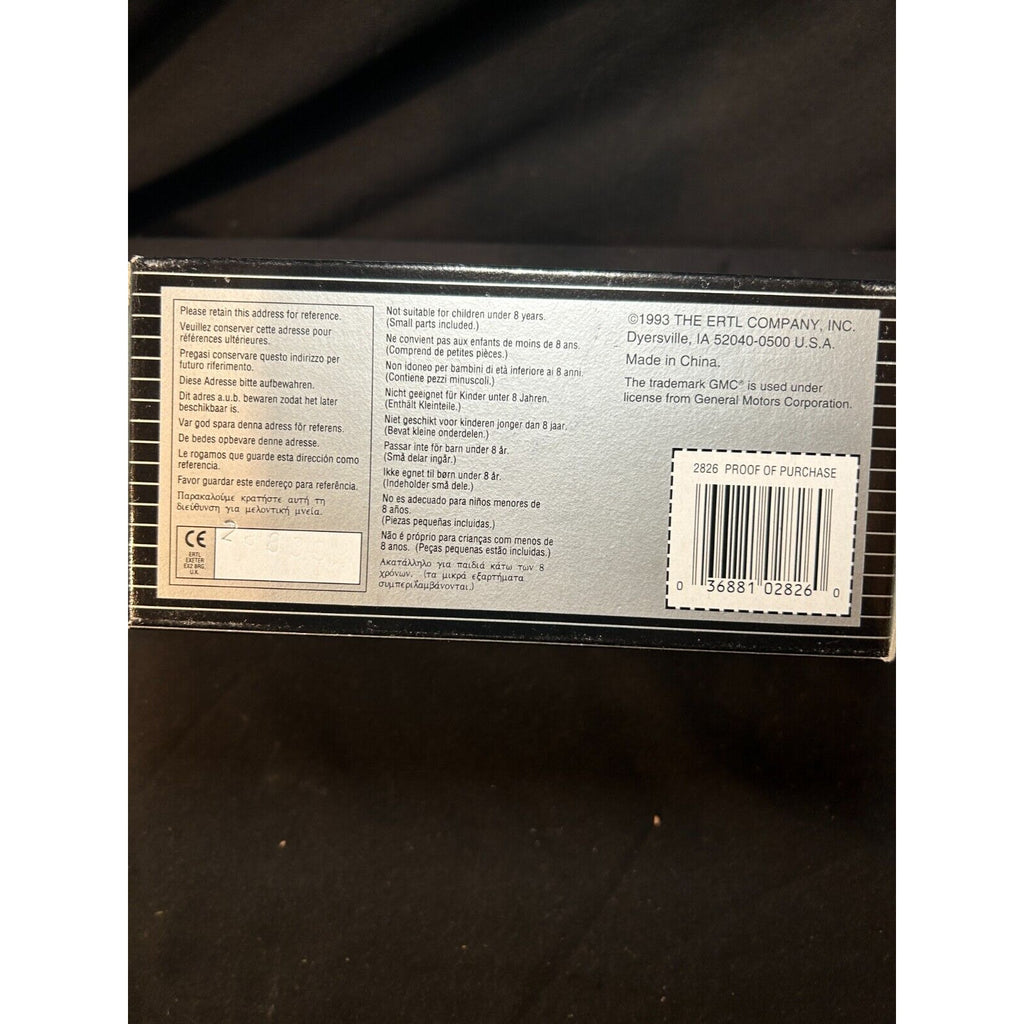 Please retain this address for reference.
Veuillez conserver cette adresse pour
références ultérieures.
Pregasi conservare questo indirizzo per
futuro riferimento.
Diese Adresse bitte aufbewahren.
Dit adres a.u.b. bewaren zodat het later
beschikbaar is.
Var god spara denna adress för referens.
De bedes opbevare denne adresse.
Le rogamos que guarde esta dirección como
referencia.
Favor guardar este endereço para referência.
Παρακαλούμε κρατήστε αυτή τη
διεύθυνση για μελοντική μνεία.
CE
ERTL
EXETER
EX2 8RG
U.K.
Not suitable for children under 8 years.
(Small parts included.)
Ne convient pas aux enfants de moins de 8 ans.
(Comprend de petites pièces.)
Non idoneo per bambini di età inferiore ai 8 anni.
(Contiene pezzi minuscoli.)
Nicht geeignet für Kinder unter 8 Jahren.
(Enthält Kleinteile.)
Niet geschikt voor kinderen jonger dan 8 jaar.
(Bevat kleine onderdelen.)
Passar inte för barn under 8 år.
(Små delar ingår.)
Ikke egnet til børn under 8 år.
(Indeholder små dele.)
No es adecuado para niños menores de
8 años.
(Piezas pequeñas incluidas.)
Não é próprio para crianças com menos de
8 anos. (Peças pequenas estão incluidas.)
Ακατάλληλο για παιδιά κάτω των 8
χρόνων. (τα μικρά εξαρτήματα
συμπεριλαμβάνονται.)
©1993 THE ERTL COMPANY, INC.
Dyersville, IA 52040-0500 U.S.A.
Made in China.
The trademark GMC® is used under
license from General Motors Corporation.
2826 PROOF OF PURCHASE
0 36881 02826 0